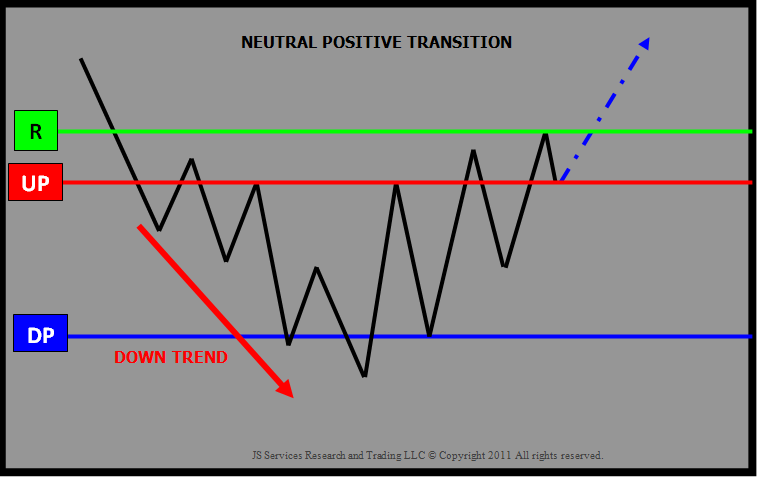 NEUTRAL POSITIVE TRANSITION
R
UP
DP
DOWN TREND
JS Services Research and Trading LLC © Copyright 2011 All rights reserved.